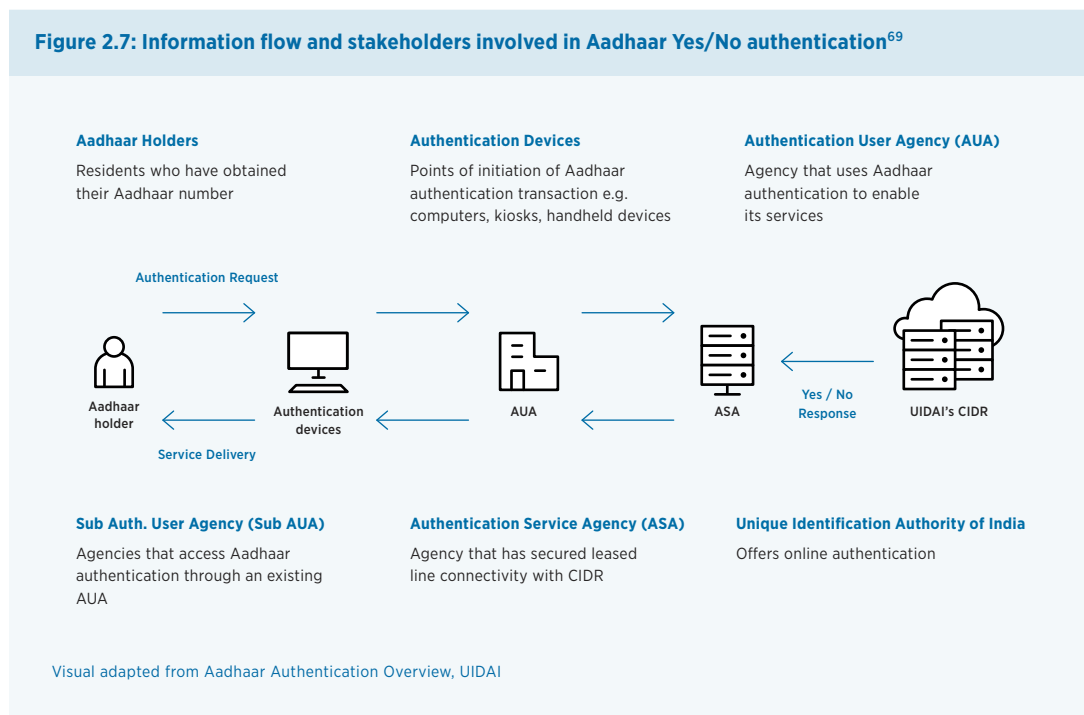 Figure 2.7: Information flow and stakeholders involved in Aadhaar Yes/No authentication69
Aadhaar Holders
Residents who have obtained
their Aadhaar number
Authentication Devices
Points of initiation of Aadhaar
authentication transaction e.g.
computers, kiosks, handheld devices
Authentication User Agency (AUA)
Agency that uses Aadhaar
authentication to enable
its services
Authentication Request
Aadhaar
holder
Authentication
devices
AUA
ASA
Yes / No
Response
UIDAI's CIDR
Service Delivery
Sub Auth. User Agency (Sub AUA)
Agencies that access Aadhaar
authentication through an existing
AUA
Authentication Service Agency (ASA)
Agency that has secured leased
line connectivity with CIDR
Unique Identification Authority of India
Offers online authentication
Visual adapted from Aadhaar Authentication Overview, UIDAI